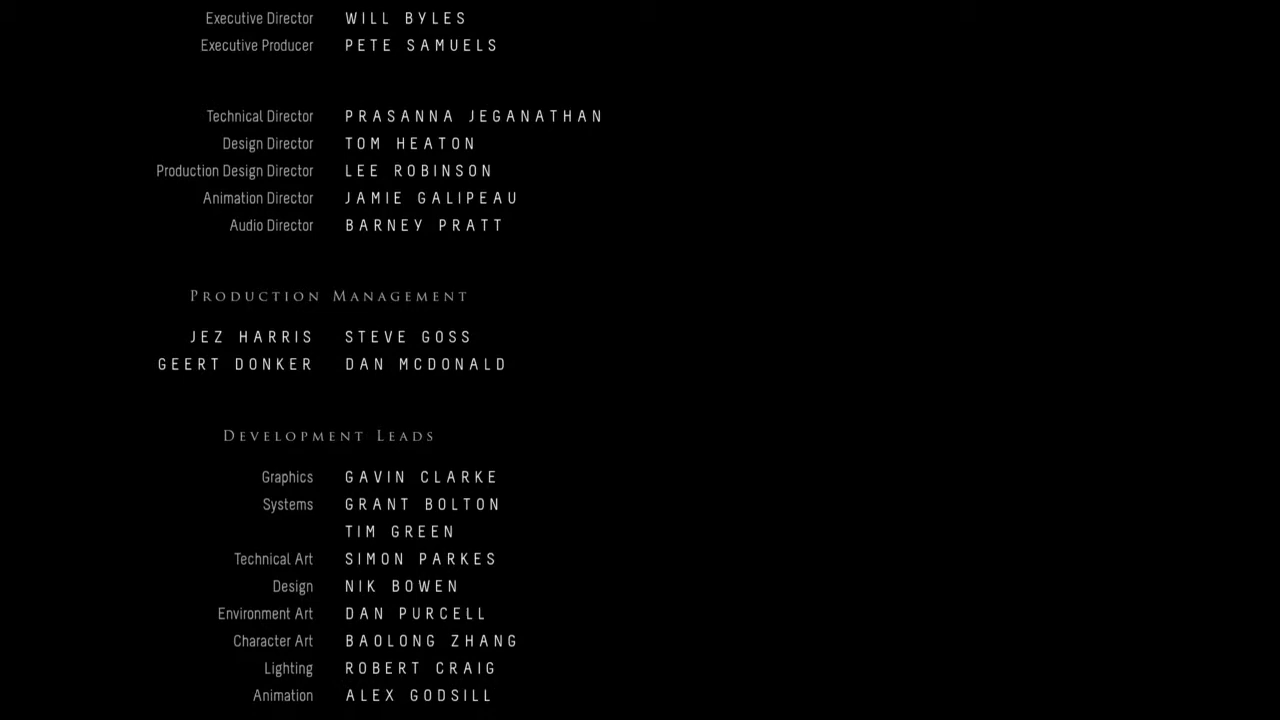 Executive Director WILL BYLES
Executive Producer PETE SAMUELS
Technical Director PRASANNA JEGANATHAN
Design Director TOM HEATON
Production Design Director LEE ROBINSON
Animation Director JAMIE GALIPEAU
Audio Director BARNEY PRATT
PRODUCTION MANAGEMENT
JEZ HARRIS STEVE GOSS
GEERT DONKER DAN MCDONALD
DEVELOPMENT LEADS
Graphics GAVIN CLARKE
Systems GRANT BOLTON
TIM GREEN
Technical Art SIMON PARKES
Design NIK BOWEN
Environment Art DAN PURCELL
Character Art BAOLONG ZHANG
Lighting ROBERT CRAIG
Animation ALEX GODSILL